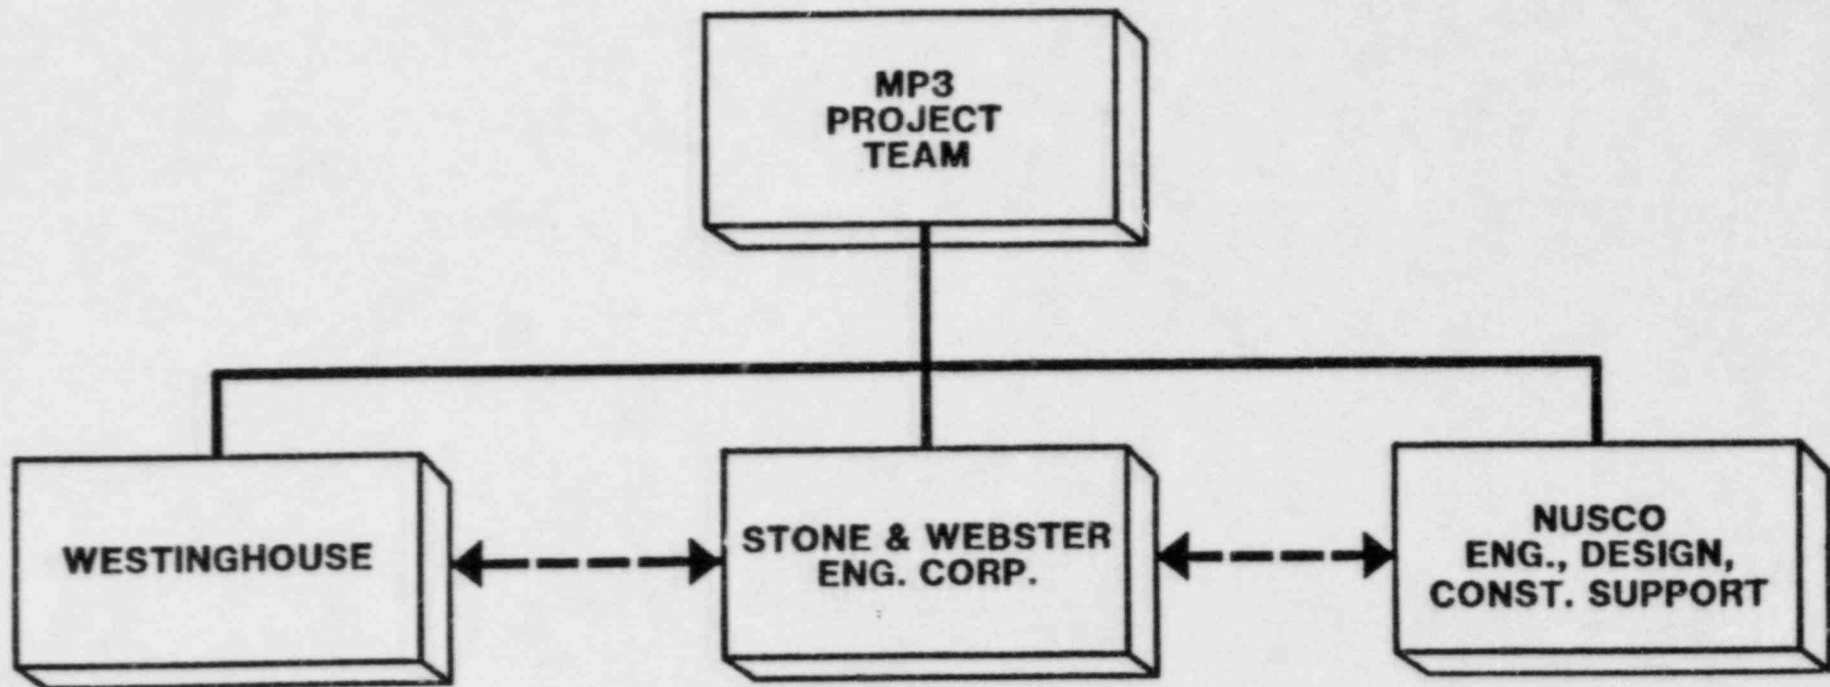 MP3
PROJECT
TEAM
WESTINGHOUSE
STONE & WEBSTER
ENG. CORP.
NUSCO
ENG., DESIGN,
CONST. SUPPORT